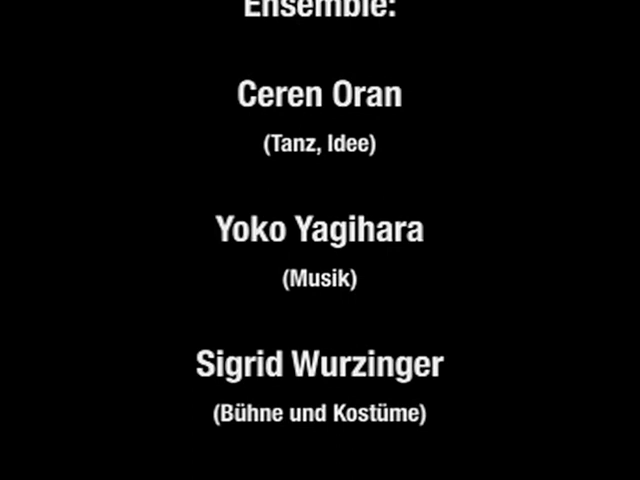 Ensemble:
Ceren Oran
(Tanz, Idee)
Yoko Yagihara
(Musik)
Sigrid Wurzinger
(Bühne und Kostüme)